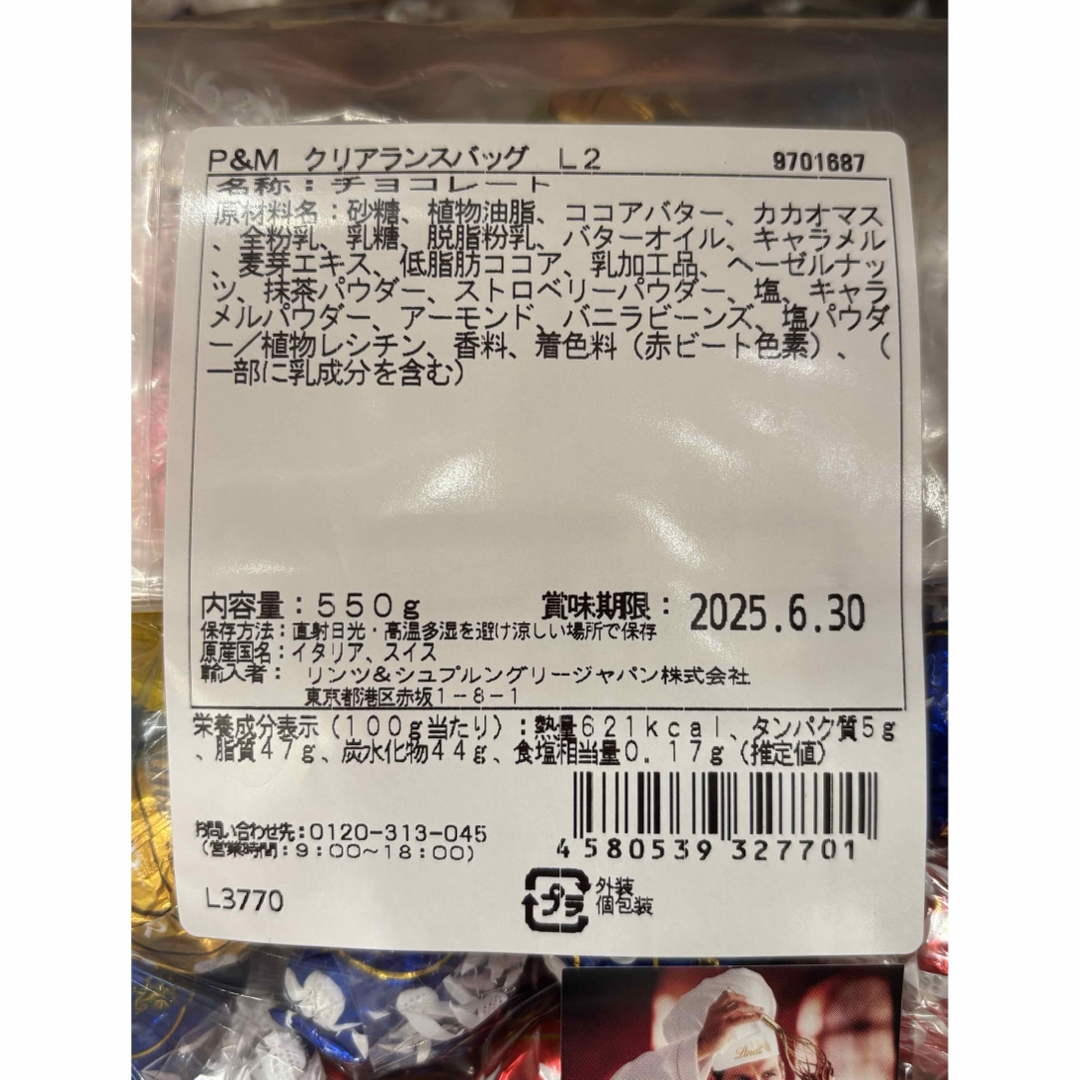 P&M クリアランスバッグ L2 9701687
名称：チョコレート
原材料名：砂糖、植物油脂、ココアバター、カカオマス
、全粉乳、乳糖、脱脂粉乳、バターオイル、キャラメル
、麦芽エキス、低脂肪ココア、乳加工品、ヘーゼルナッ
ツ、抹茶パウダー、ストロベリーパウダー、塩、キャラ
メルパウダー、アーモンド、バニラビーンズ、塩パウダ
ー／植物レシチン、香料、着色料（赤ビート色素）、（
一部に乳成分を含む）
内容量：550g 賞味期限：2025.6.30
保存方法：直射日光・高温多湿を避け涼しい場所で保存
原産国名：イタリア、スイス
輸入者： リンツ&シュプルングリージャパン株式会社
東京都港区赤坂1-8-1
栄養成分表示（100g当たり）：熱量621kcal、タンパク質5g
、脂質47g、炭水化物44g、食塩相当量0.17g（推定値）
お問い合わせ先：0120-313-045
（営業時間：9：00～18：00）
4580539327701
L3770
プラ
外装
個包装
Lindt